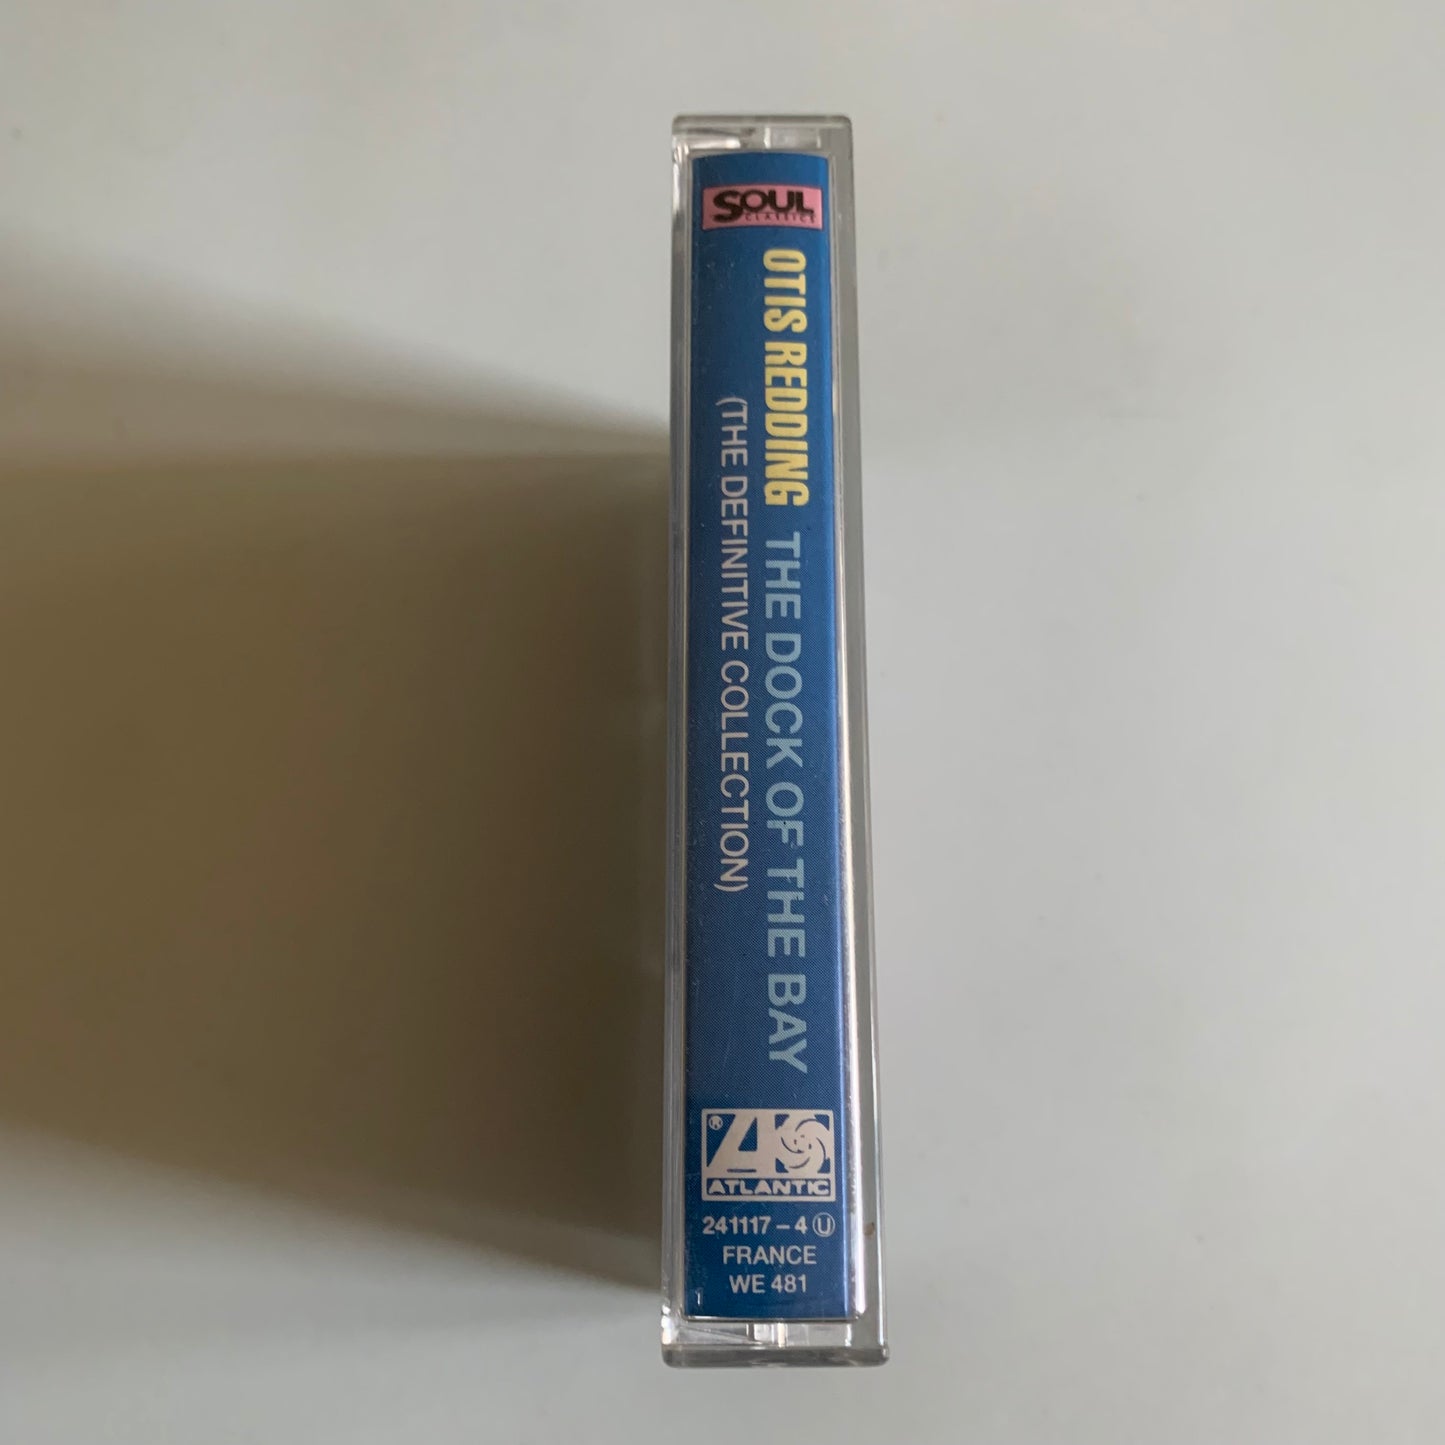 SOUL
CLASSICS
OTIS REDDING THE DOCK OF THE BAY
(THE DEFINITIVE COLLECTION)
®
ATLANTIC
241117-4 Ⓤ
FRANCE
WE 481